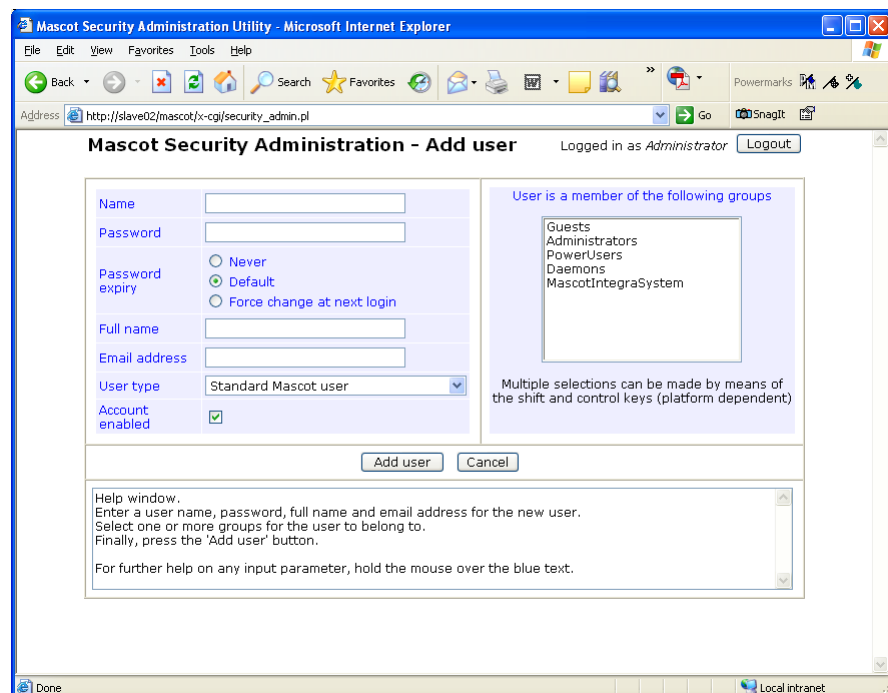 Mascot Security Administration Utility - Microsoft Internet Explorer
File Edit View Favorites Tools Help
Back Search Favorites » Powermarks
Address http://slave02/mascot/x-cgi/security_admin.pl Go SnagIt
Mascot Security Administration - Add user Logged in as Administrator Logout
Name
Password
Password
expiry
Never
Default
Force change at next login
Full name
Email address
User type Standard Mascot user
Account
enabled
User is a member of the following groups
Guests
Administrators
PowerUsers
Daemons
MascotIntegraSystem
Multiple selections can be made by means of
the shift and control keys (platform dependent)
Add user Cancel
Help window.
Enter a user name, password, full name and email address for the new user.
Select one or more groups for the user to belong to.
Finally, press the 'Add user' button.
For further help on any input parameter, hold the mouse over the blue text.
Done Local intranet